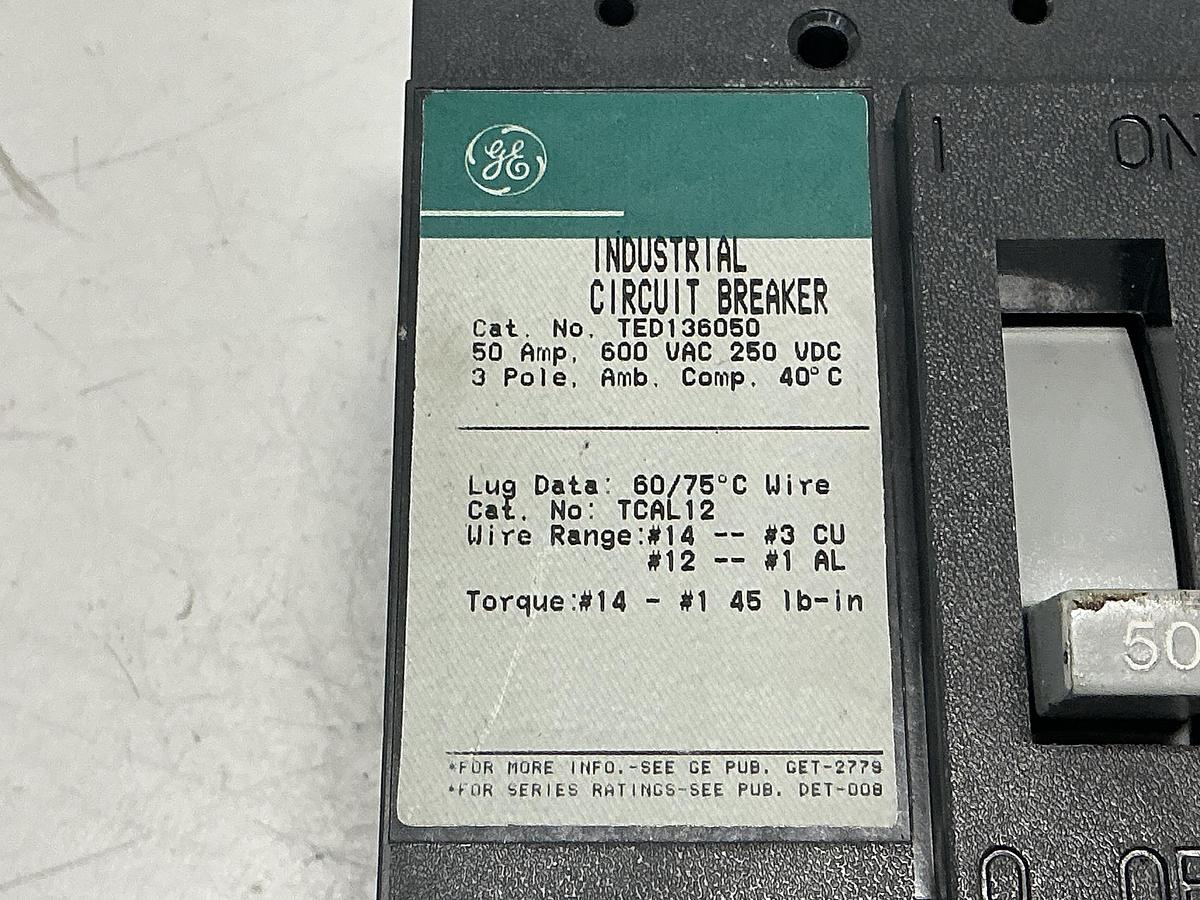 GE
INDUSTRIAL
CIRCUIT BREAKER
Cat. No. TED136050
50 Amp. 600 VAC 250 VDC
3 Pole. Amb. Comp. 40°C
Lug Data: 60/75°C Wire
Cat. No: TCAL12
Wire Range:#14 -- #3 CU
#12 -- #1 AL
Torque:#14 - #1 45 lb-in
*FOR MORE INFO.-SEE GE PUB. GET-2779
*FOR SERIES RATINGS-SEE PUB. DET-008
I ON
50
O OF